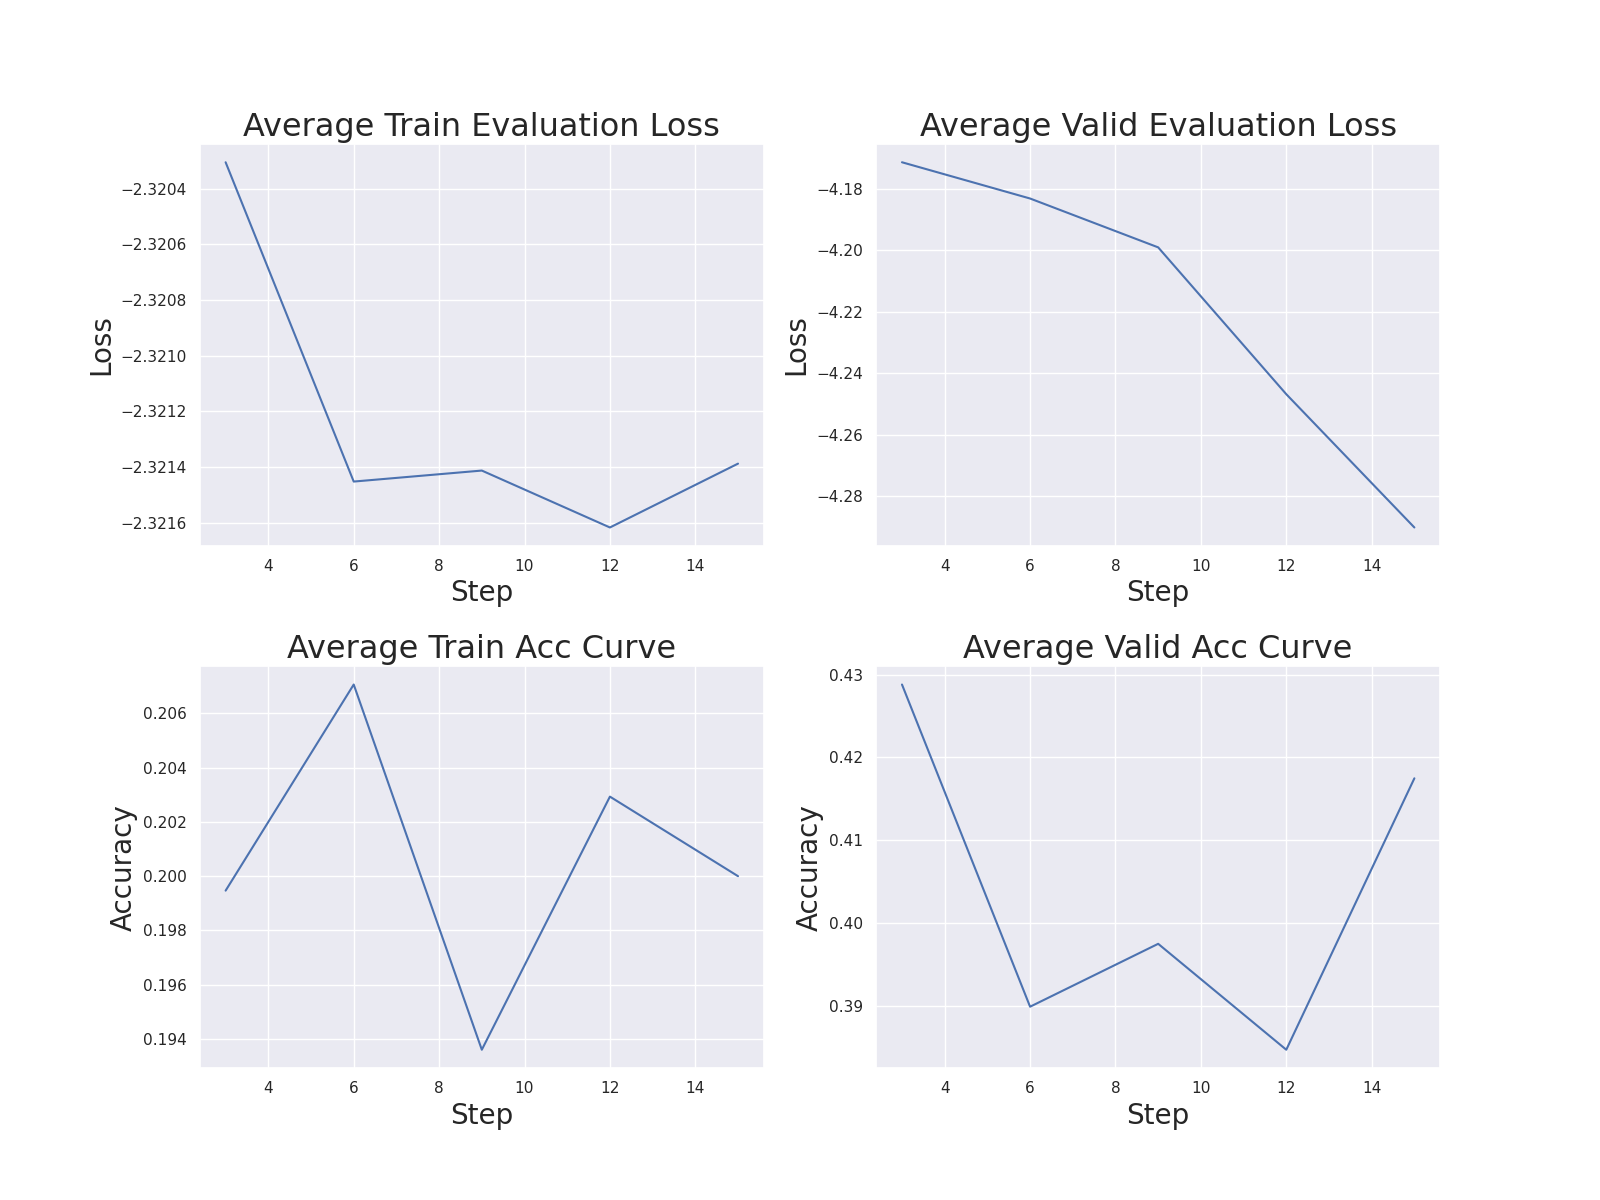 Average Train Evaluation Loss
Loss
−2.3204
−2.3206
−2.3208
−2.3210
−2.3212
−2.3214
−2.3216
4 6 8 10 12 14
Step
Average Valid Evaluation Loss
Loss
−4.18
−4.20
−4.22
−4.24
−4.26
−4.28
4 6 8 10 12 14
Step
Average Train Acc Curve
Accuracy
0.206
0.204
0.202
0.200
0.198
0.196
0.194
4 6 8 10 12 14
Step
Average Valid Acc Curve
Accuracy
0.43
0.42
0.41
0.40
0.39
4 6 8 10 12 14
Step